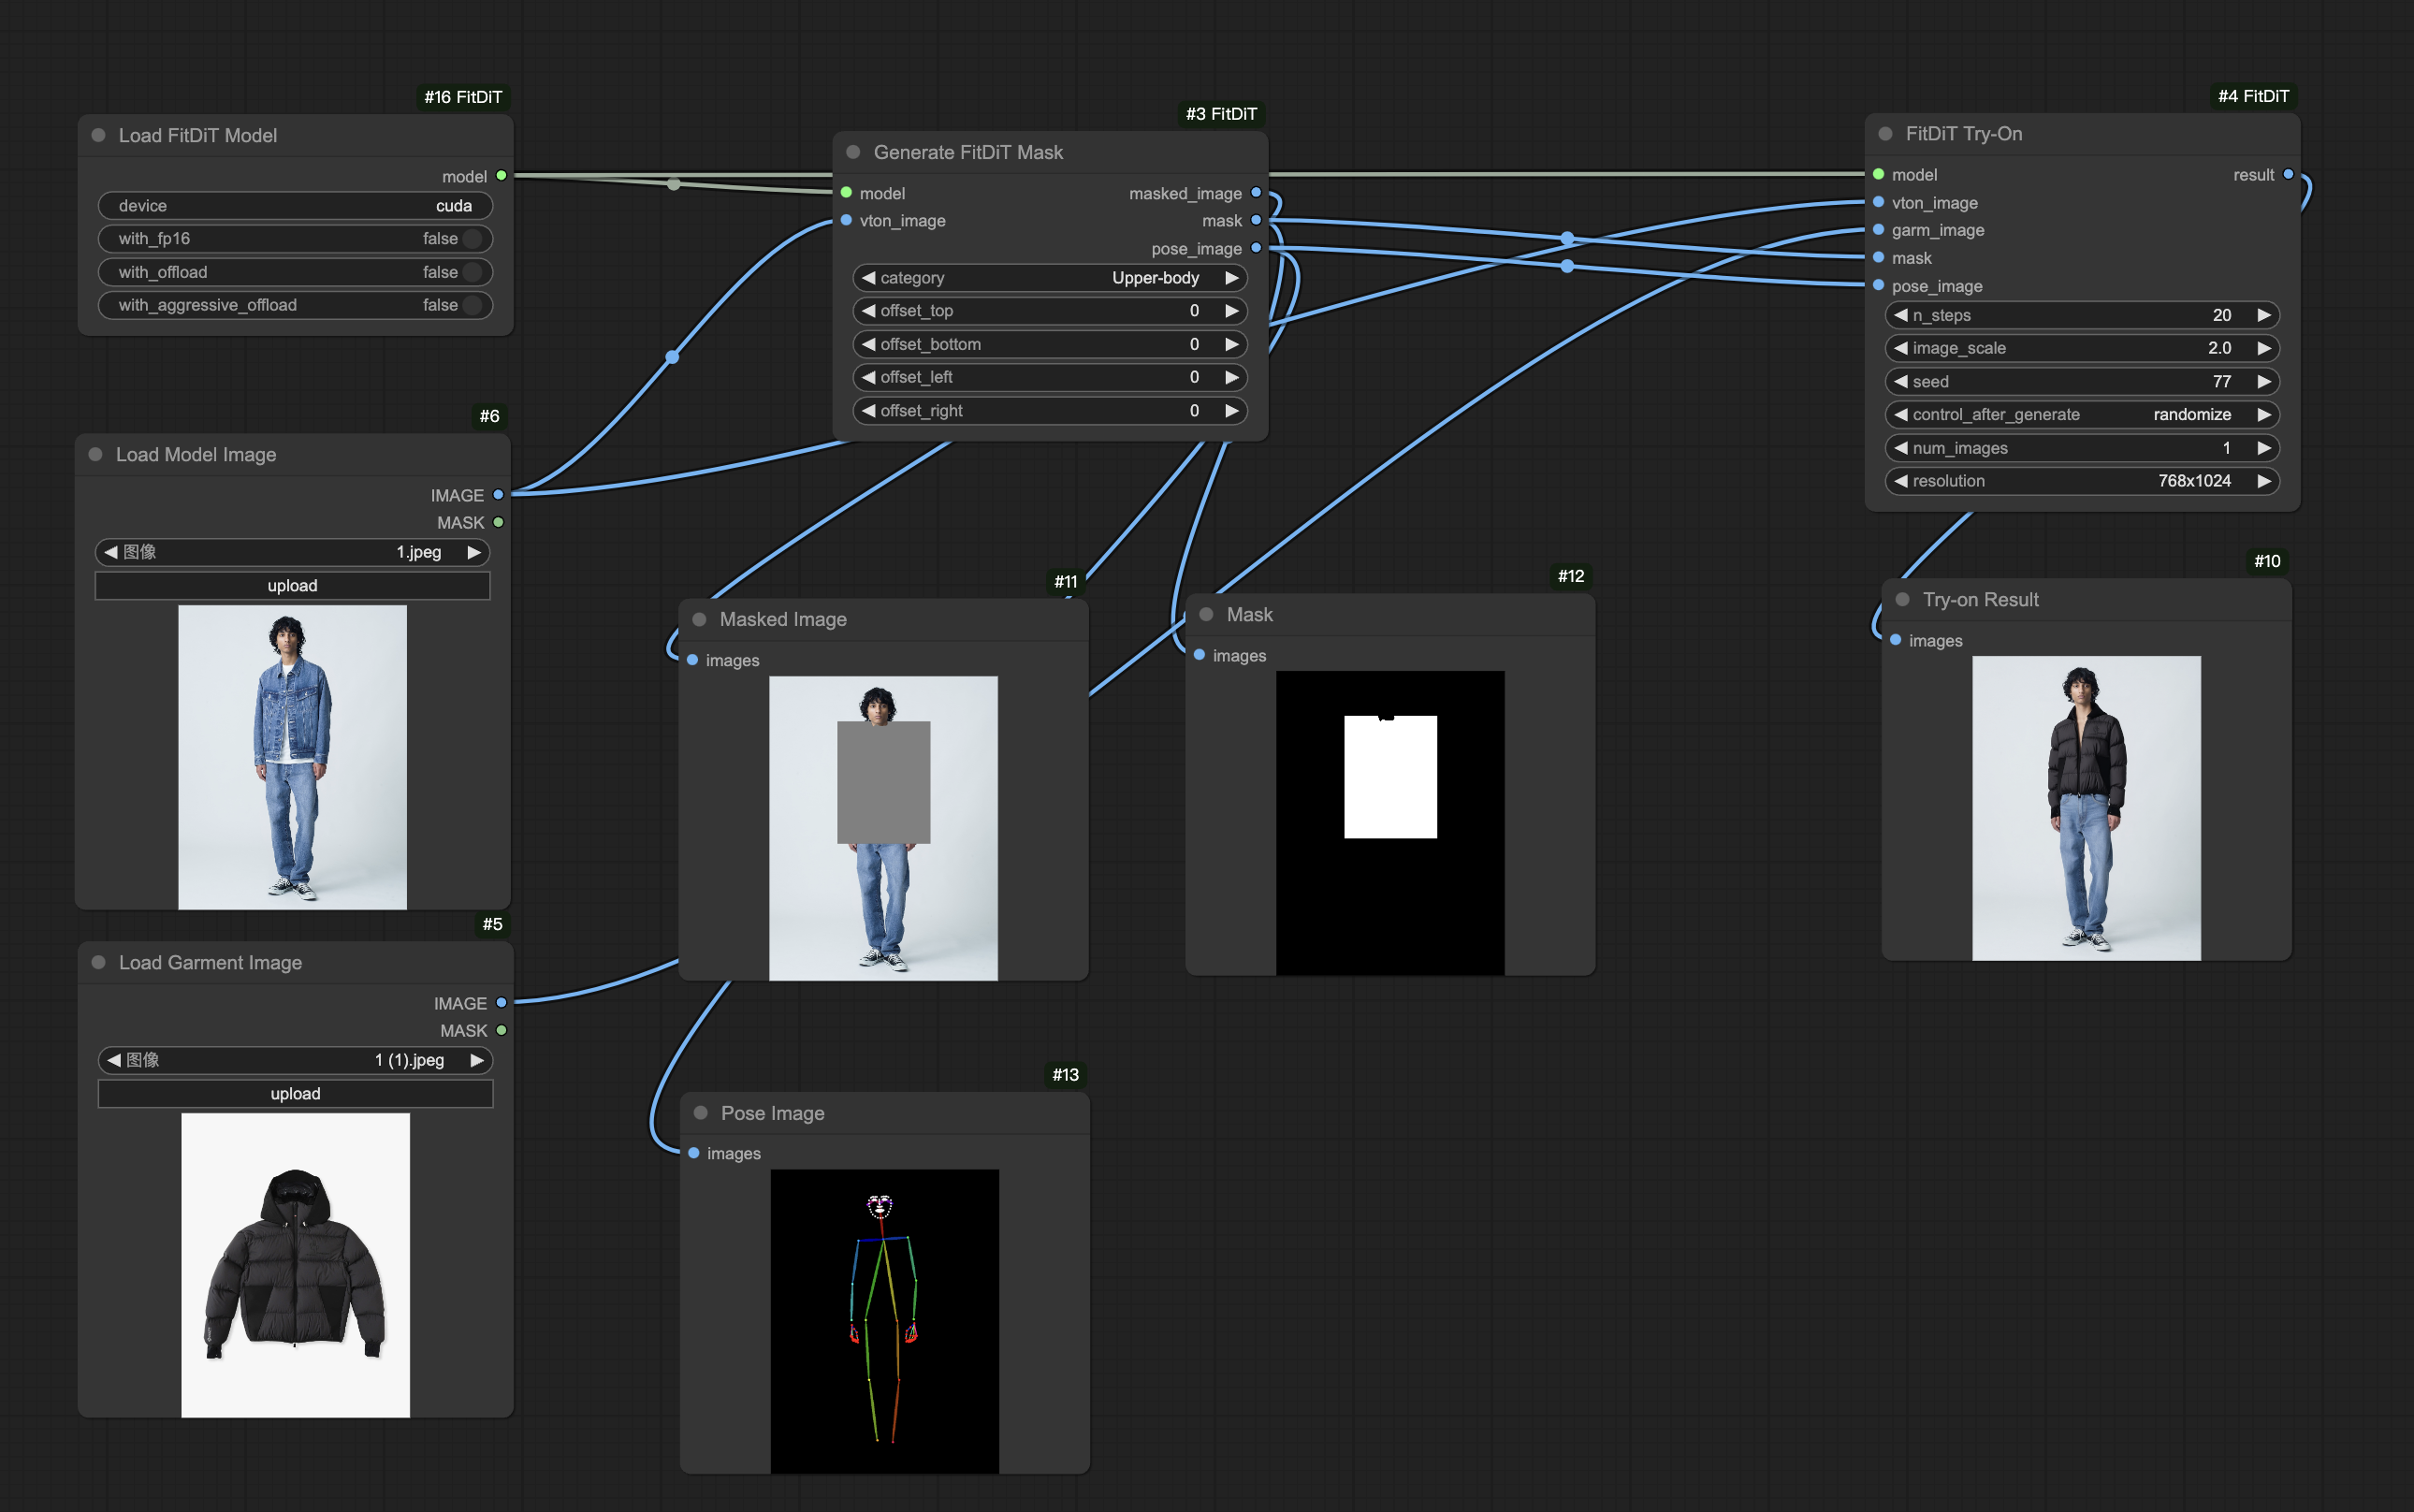 #16 FitDiT
Load FitDiT Model
model
device cuda
with_fp16 false
with_offload false
with_aggressive_offload false
#6
Load Model Image
IMAGE
MASK
图像 1.jpeg
upload
#5
Load Garment Image
IMAGE
MASK
图像 1 (1).jpeg
upload
#3 FitDiT
Generate FitDiT Mask
model masked_image
vton_image mask
pose_image
category Upper-body
offset_top 0
offset_bottom 0
offset_left 0
offset_right 0
#11
Masked Image
images
#12
Mask
images
#13
Pose Image
images
#4 FitDiT
FitDiT Try-On
model result
vton_image
garm_image
mask
pose_image
n_steps 20
image_scale 2.0
seed 77
control_after_generate randomize
num_images 1
resolution 768x1024
#10
Try-on Result
images